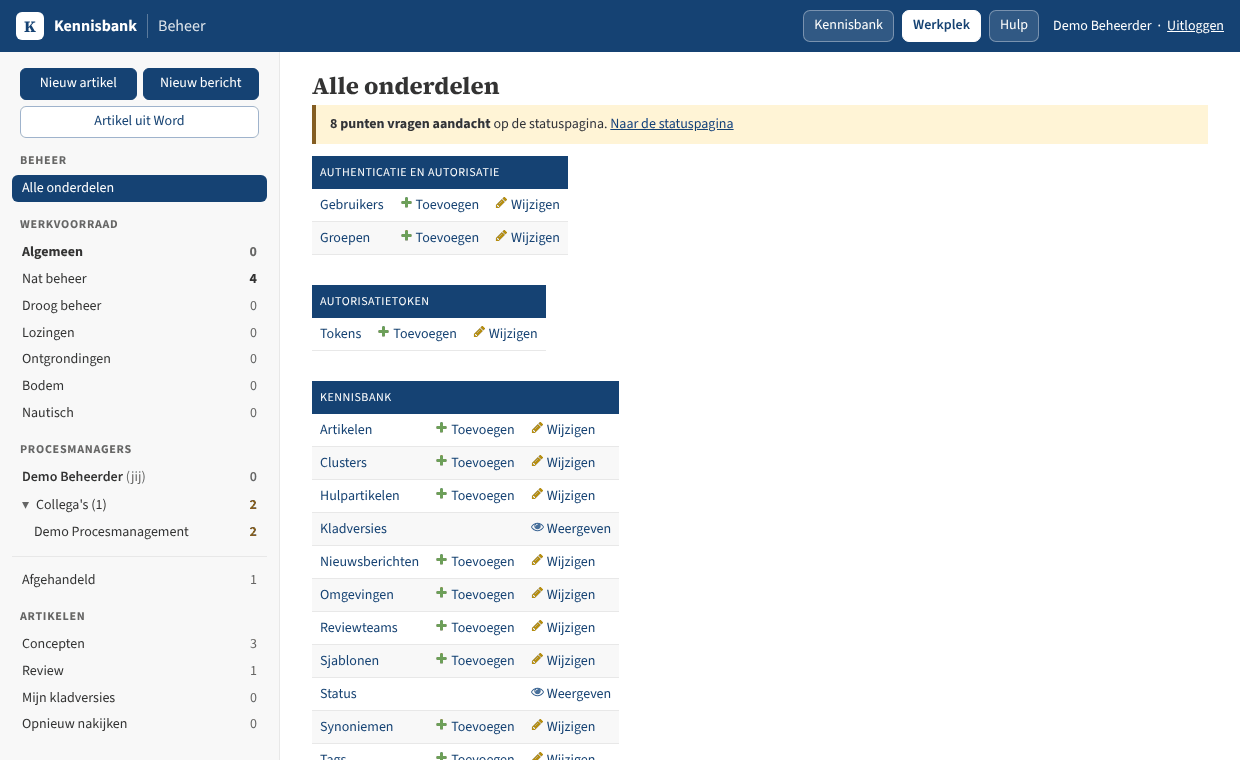 K Kennisbank Beheer Kennisbank Werkplek Hulp Demo Beheerder · Uitloggen
Nieuw artikel Nieuw bericht
Artikel uit Word
BEHEER
Alle onderdelen
WERKVOORRAAD
Algemeen 0
Nat beheer 4
Droog beheer 0
Lozingen 0
Ontgrondingen 0
Bodem 0
Nautisch 0
PROCESMANAGERS
Demo Beheerder (jij) 0
▼ Collega's (1) 2
Demo Procesmanagement 2
Afgehandeld 1
ARTIKELEN
Concepten 3
Review 1
Mijn kladversies 0
Opnieuw nakijken 0
Alle onderdelen
8 punten vragen aandacht op de statuspagina. Naar de statuspagina
AUTHENTICATIE EN AUTORISATIE
Gebruikers Toevoegen Wijzigen
Groepen Toevoegen Wijzigen
AUTORISATIETOKEN
Tokens Toevoegen Wijzigen
KENNISBANK
Artikelen Toevoegen Wijzigen
Clusters Toevoegen Wijzigen
Hulpartikelen Toevoegen Wijzigen
Kladversies Weergeven
Nieuwsberichten Toevoegen Wijzigen
Omgevingen Toevoegen Wijzigen
Reviewteams Toevoegen Wijzigen
Sjablonen Toevoegen Wijzigen
Status Weergeven
Synoniemen Toevoegen Wijzigen
Tags Toevoegen Wijzigen